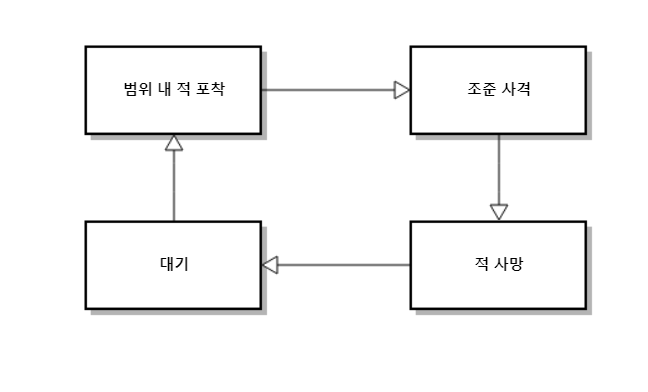 범위 내 적 포착
조준 사격
대기
적 사망